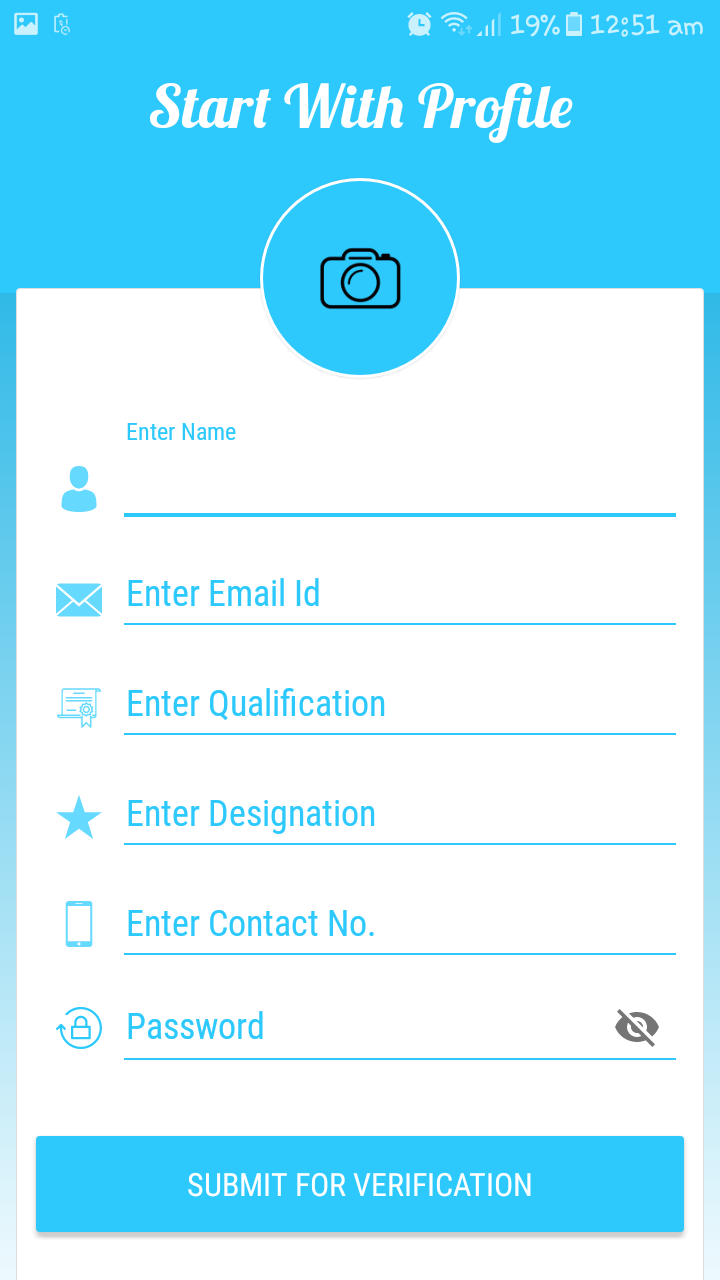 19% 12:51 am
Start With Profile
Enter Name
Enter Email Id
Enter Qualification
Enter Designation
Enter Contact No.
Password
SUBMIT FOR VERIFICATION